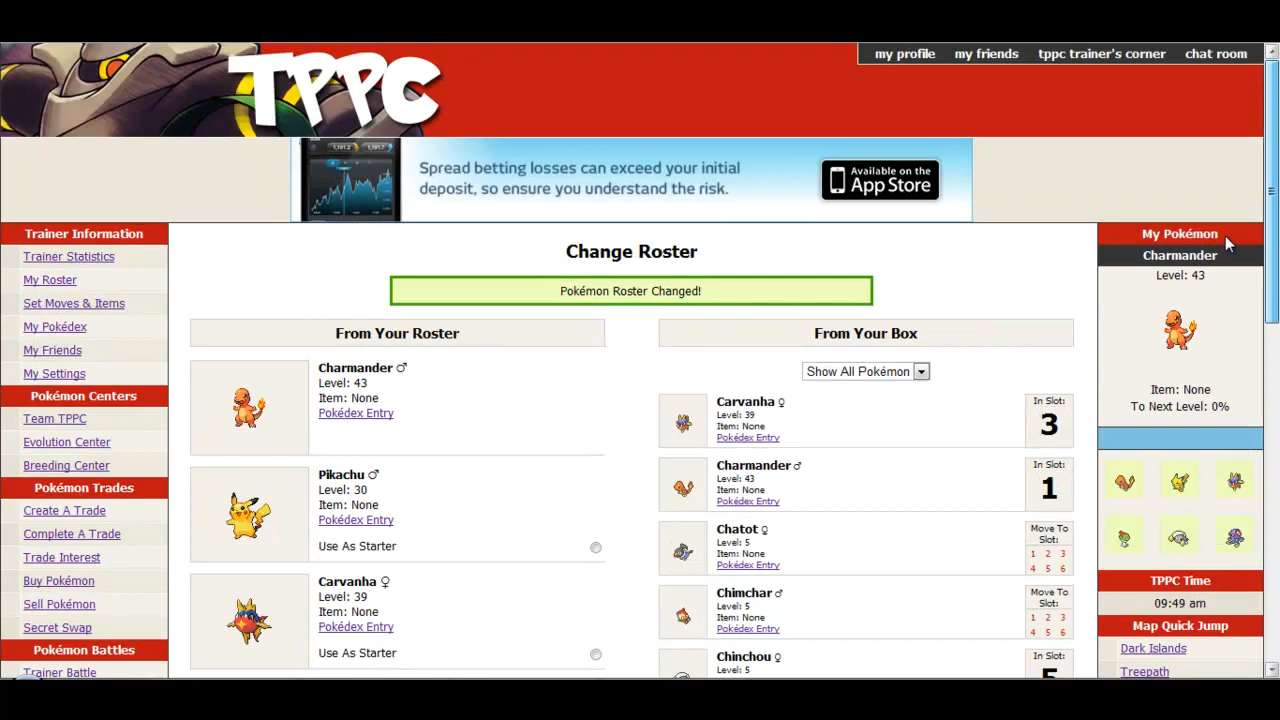 my profile my friends tppc trainer's corner chat room
TPPC
Spread betting losses can exceed your initial
deposit, so ensure you understand the risk.
Available on the
App Store
Trainer Information
Trainer Statistics
My Roster
Set Moves & Items
My Pokédex
My Friends
My Settings
Pokémon Centers
Team TPPC
Evolution Center
Breeding Center
Pokémon Trades
Create A Trade
Complete A Trade
Trade Interest
Buy Pokémon
Sell Pokémon
Secret Swap
Pokémon Battles
Trainer Battle
Change Roster
Pokémon Roster Changed!
From Your Roster
Charmander ♂
Level: 43
Item: None
Pokédex Entry
Pikachu ♂
Level: 30
Item: None
Pokédex Entry
Use As Starter
Carvanha ♀
Level: 39
Item: None
Pokédex Entry
Use As Starter
From Your Box
Show All Pokémon
Carvanha ♀
Level: 39
Item: None
Pokédex Entry
In Slot:
3
Charmander ♂
Level: 43
Item: None
Pokédex Entry
In Slot:
1
Chatot ♀
Level: 5
Item: None
Pokédex Entry
Move To
Slot:
1 2 3
4 5 6
Chimchar ♂
Level: 5
Item: None
Pokédex Entry
Move To
Slot:
1 2 3
4 5 6
Chinchou ♀
Level: 5
In Slot:
5
My Pokémon
Charmander
Level: 43
Item: None
To Next Level: 0%
TPPC Time
09:49 am
Map Quick Jump
Dark Islands
Treepath